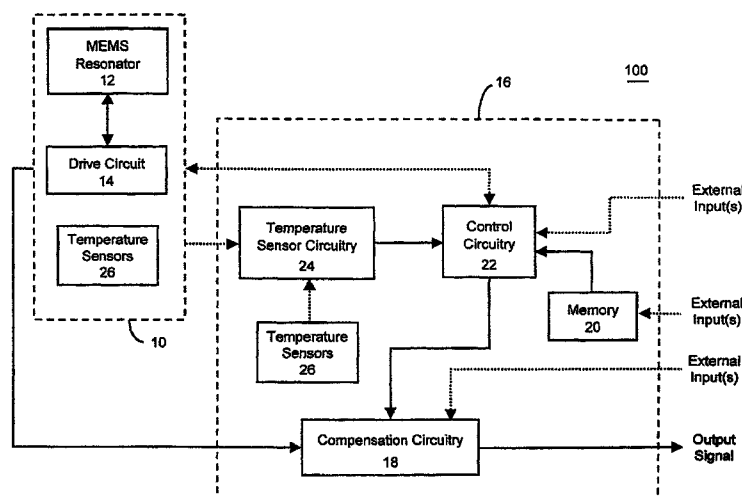 MEMS
Resonator
12
Drive Circuit
14
Temperature
Sensors
26
10
16
100
Temperature
Sensor Circuitry
24
Control
Circuitry
22
Memory
20
Temperature
Sensors
26
Compensation Circuitry
18
External
Input(s)
External
Input(s)
External
Input(s)
Output
Signal